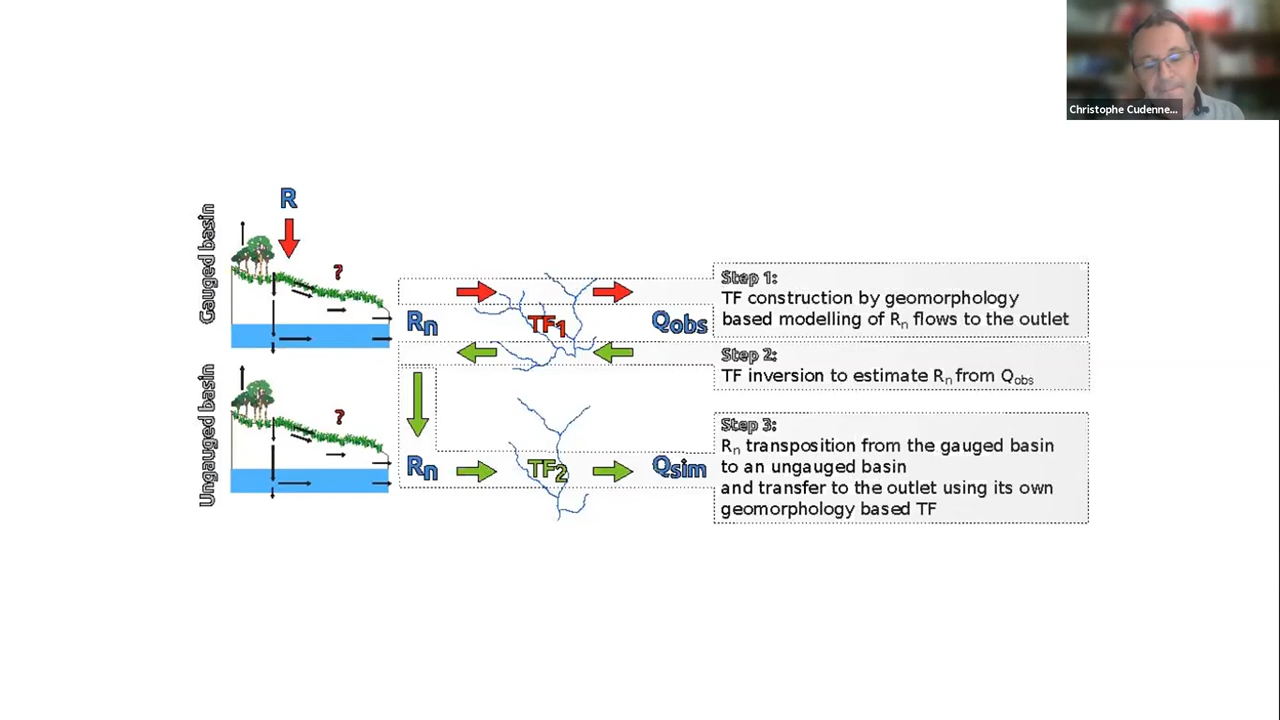 Christophe Cudenne...
R
Gauged basin
?
Rn
TF1
Qobs
Step 1:
TF construction by geomorphology
based modelling of Rn flows to the outlet
Step 2:
TF inversion to estimate Rn from Qobs
Ungauged basin
?
Rn
TF2
Qsim
Step 3:
Rn transposition from the gauged basin
to an ungauged basin
and transfer to the outlet using its own
geomorphology based TF